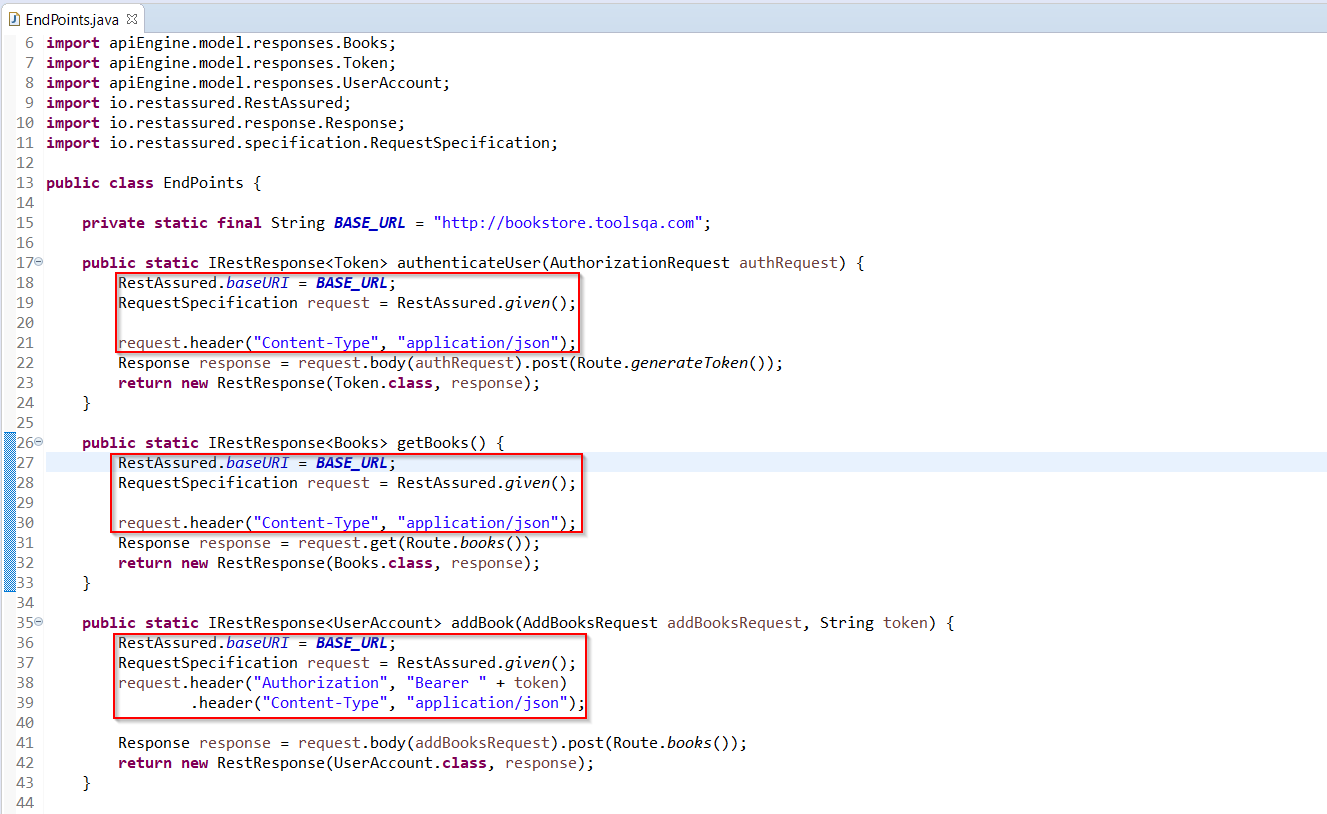 EndPoints.java
6 import apiEngine.model.responses.Books;
7 import apiEngine.model.responses.Token;
8 import apiEngine.model.responses.UserAccount;
9 import io.restassured.RestAssured;
10 import io.restassured.response.Response;
11 import io.restassured.specification.RequestSpecification;
12
13 public class EndPoints {
14
15     private static final String BASE_URL = "http://bookstore.toolsqa.com";
16
17     public static IRestResponse<Token> authenticateUser(AuthorizationRequest authRequest) {
18         RestAssured.baseURI = BASE_URL;
19         RequestSpecification request = RestAssured.given();
20
21         request.header("Content-Type", "application/json");
22         Response response = request.body(authRequest).post(Route.generateToken());
23         return new RestResponse(Token.class, response);
24     }
25
26     public static IRestResponse<Books> getBooks() {
27         RestAssured.baseURI = BASE_URL;
28         RequestSpecification request = RestAssured.given();
29
30         request.header("Content-Type", "application/json");
31         Response response = request.get(Route.books());
32         return new RestResponse(Books.class, response);
33     }
34
35     public static IRestResponse<UserAccount> addBook(AddBooksRequest addBooksRequest, String token) {
36         RestAssured.baseURI = BASE_URL;
37         RequestSpecification request = RestAssured.given();
38         request.header("Authorization", "Bearer " + token)
39                 .header("Content-Type", "application/json");
40
41         Response response = request.body(addBooksRequest).post(Route.books());
42         return new RestResponse(UserAccount.class, response);
43     }
44